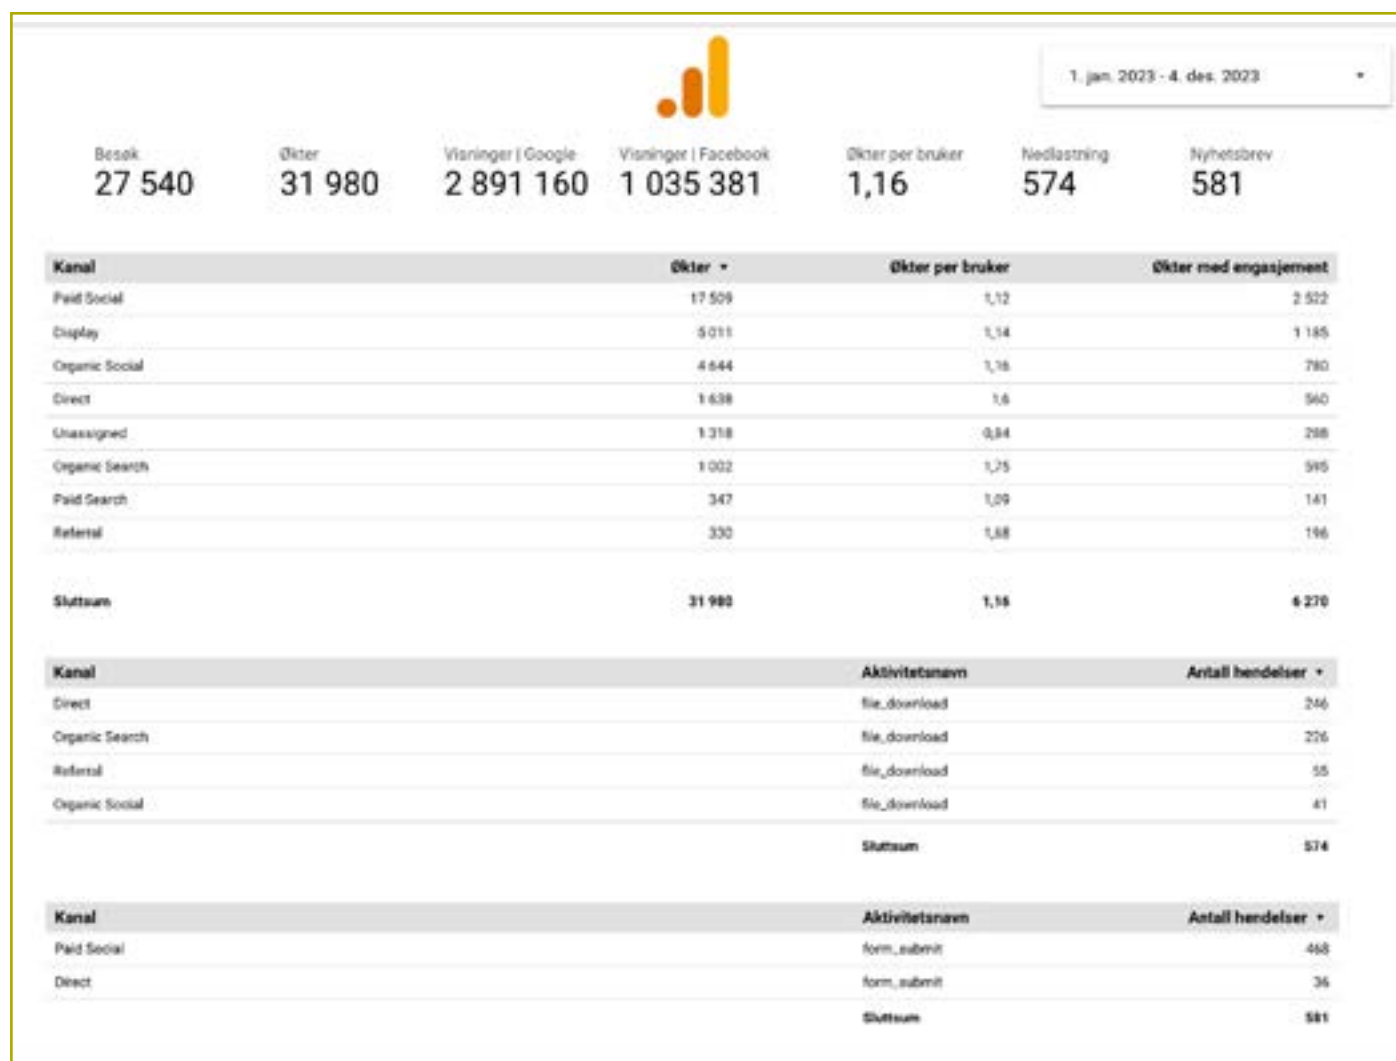 1. jan. 2023 - 4. des. 2023
Besøk Økter Visninger | Google Visninger | Facebook Økter per bruker Nedlastning Nyhetsbrev
27 540 31 980 2 891 160 1 035 381 1,16 574 581
Kanal Økter Økter per bruker Økter med engasjement
Paid Social 17 509 1,12 2 522
Display 5 011 1,14 1 185
Organic Social 4 644 1,16 780
Direct 1 638 1,6 560
Unassigned 1 318 288
Organic Search 1 002 1,75 595
Paid Search 347 1,09 141
Referral 330 1,68 196
Sluttsum 31 980 1,16 6 270
Kanal Aktivitetsnavn Antall hendelser
Direct file_download 246
Organic Search file_download 226
Referral file_download 55
Organic Social file_download 41
Sluttsum 574
Kanal Aktivitetsnavn Antall hendelser
Paid Social form_submit 468
Direct form_submit 36
Sluttsum 581